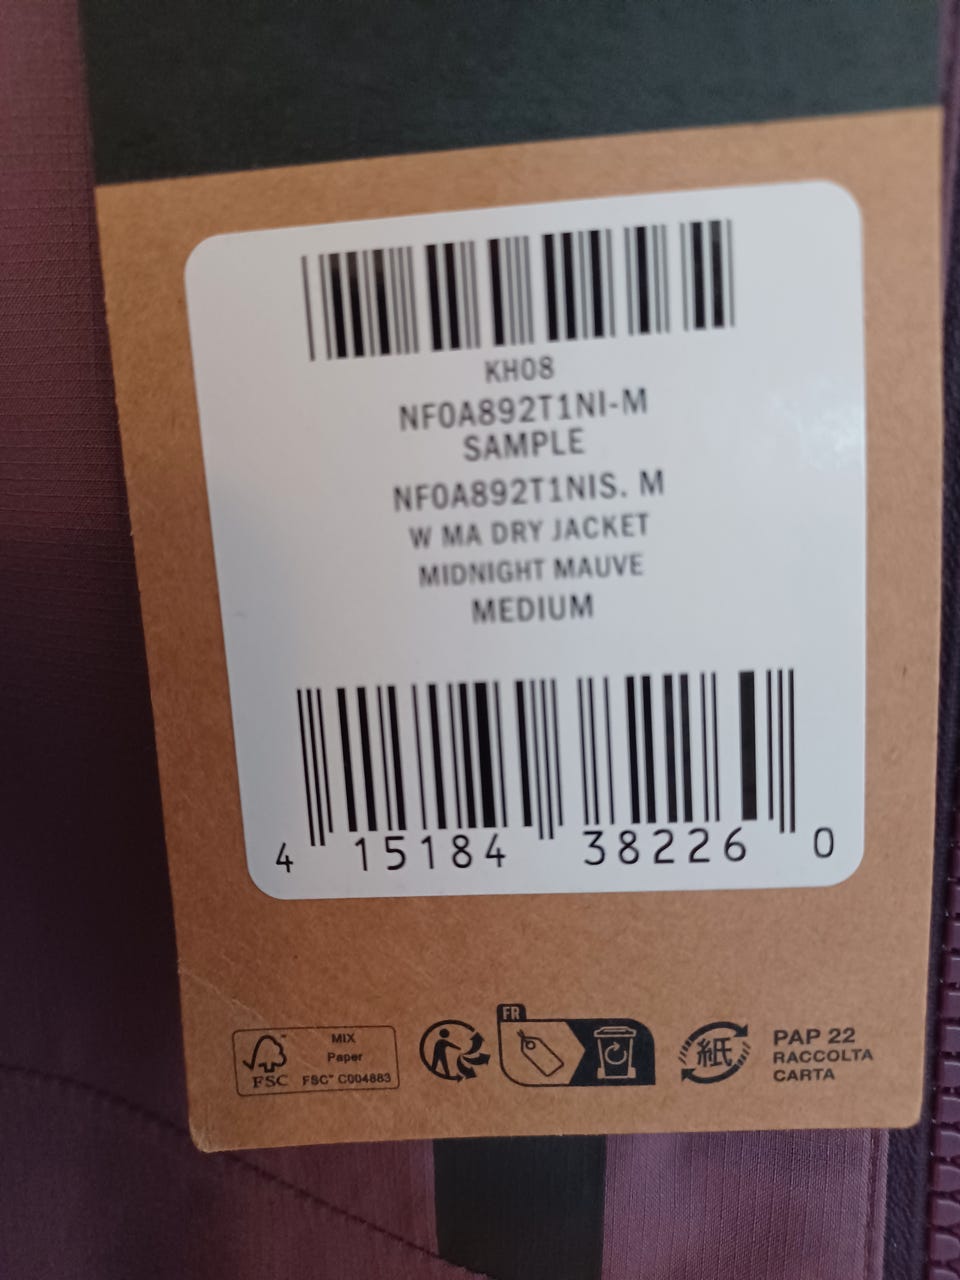 KH08
NF0A892T1NI-M
SAMPLE
NF0A892T1NIS. M
W MA DRY JACKET
MIDNIGHT MAUVE
MEDIUM
4 15184 38226 0
FSC
MIX
Paper
FSC™ C004883
FR
紙
PAP 22
RACCOLTA
CARTA